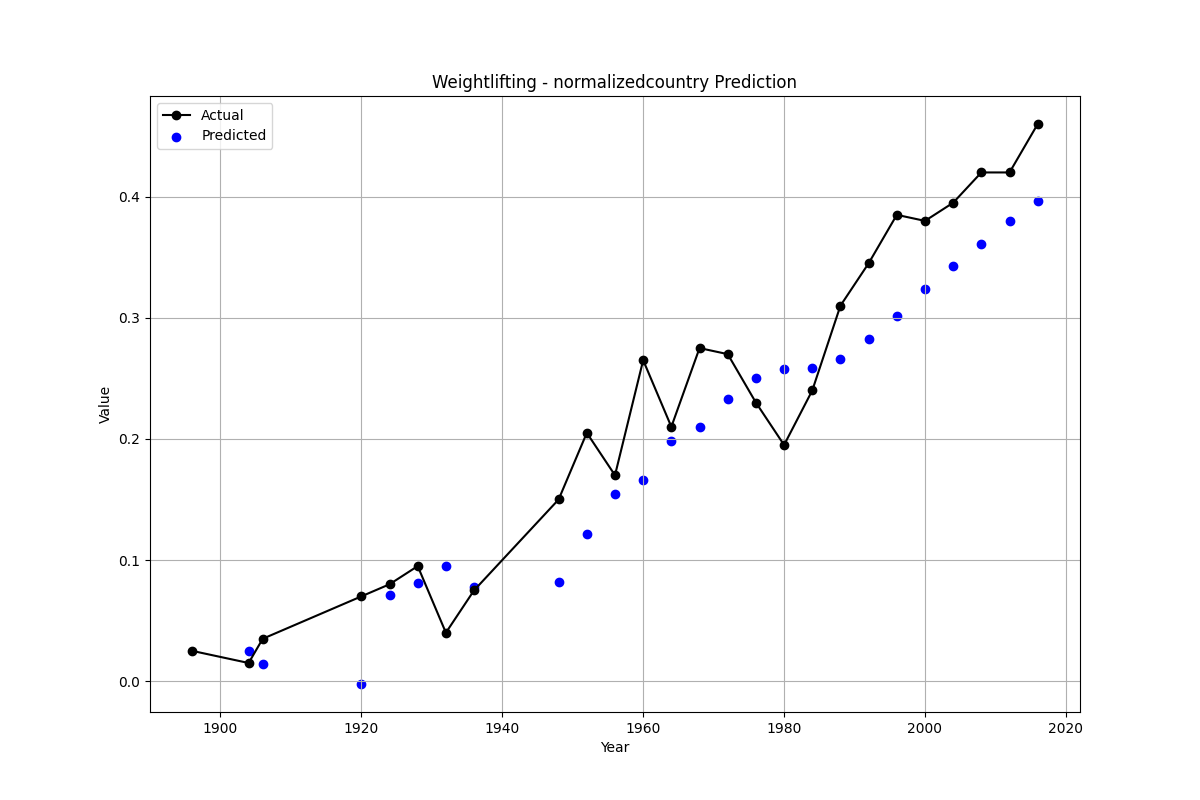 Weightlifting - normalizedcountry Prediction
Actual
Predicted
0.4
0.3
0.2
0.1
0.0
Value
1900 1920 1940 1960 1980 2000 2020
Year